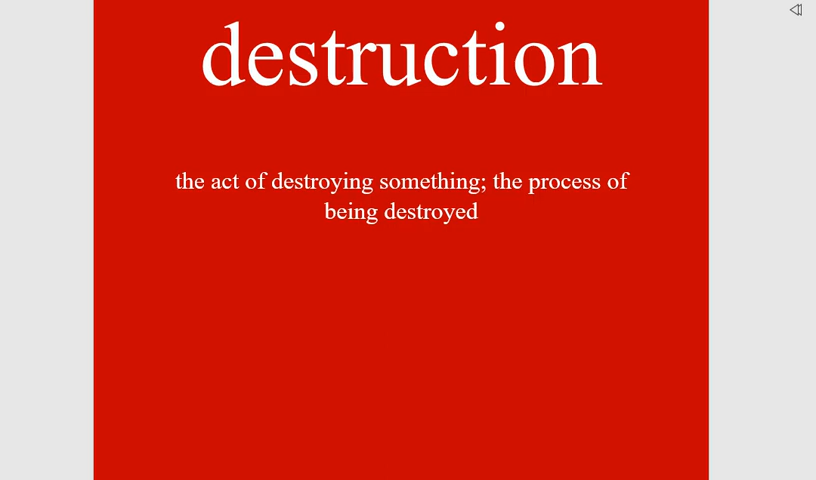 destruction
the act of destroying something; the process of
being destroyed